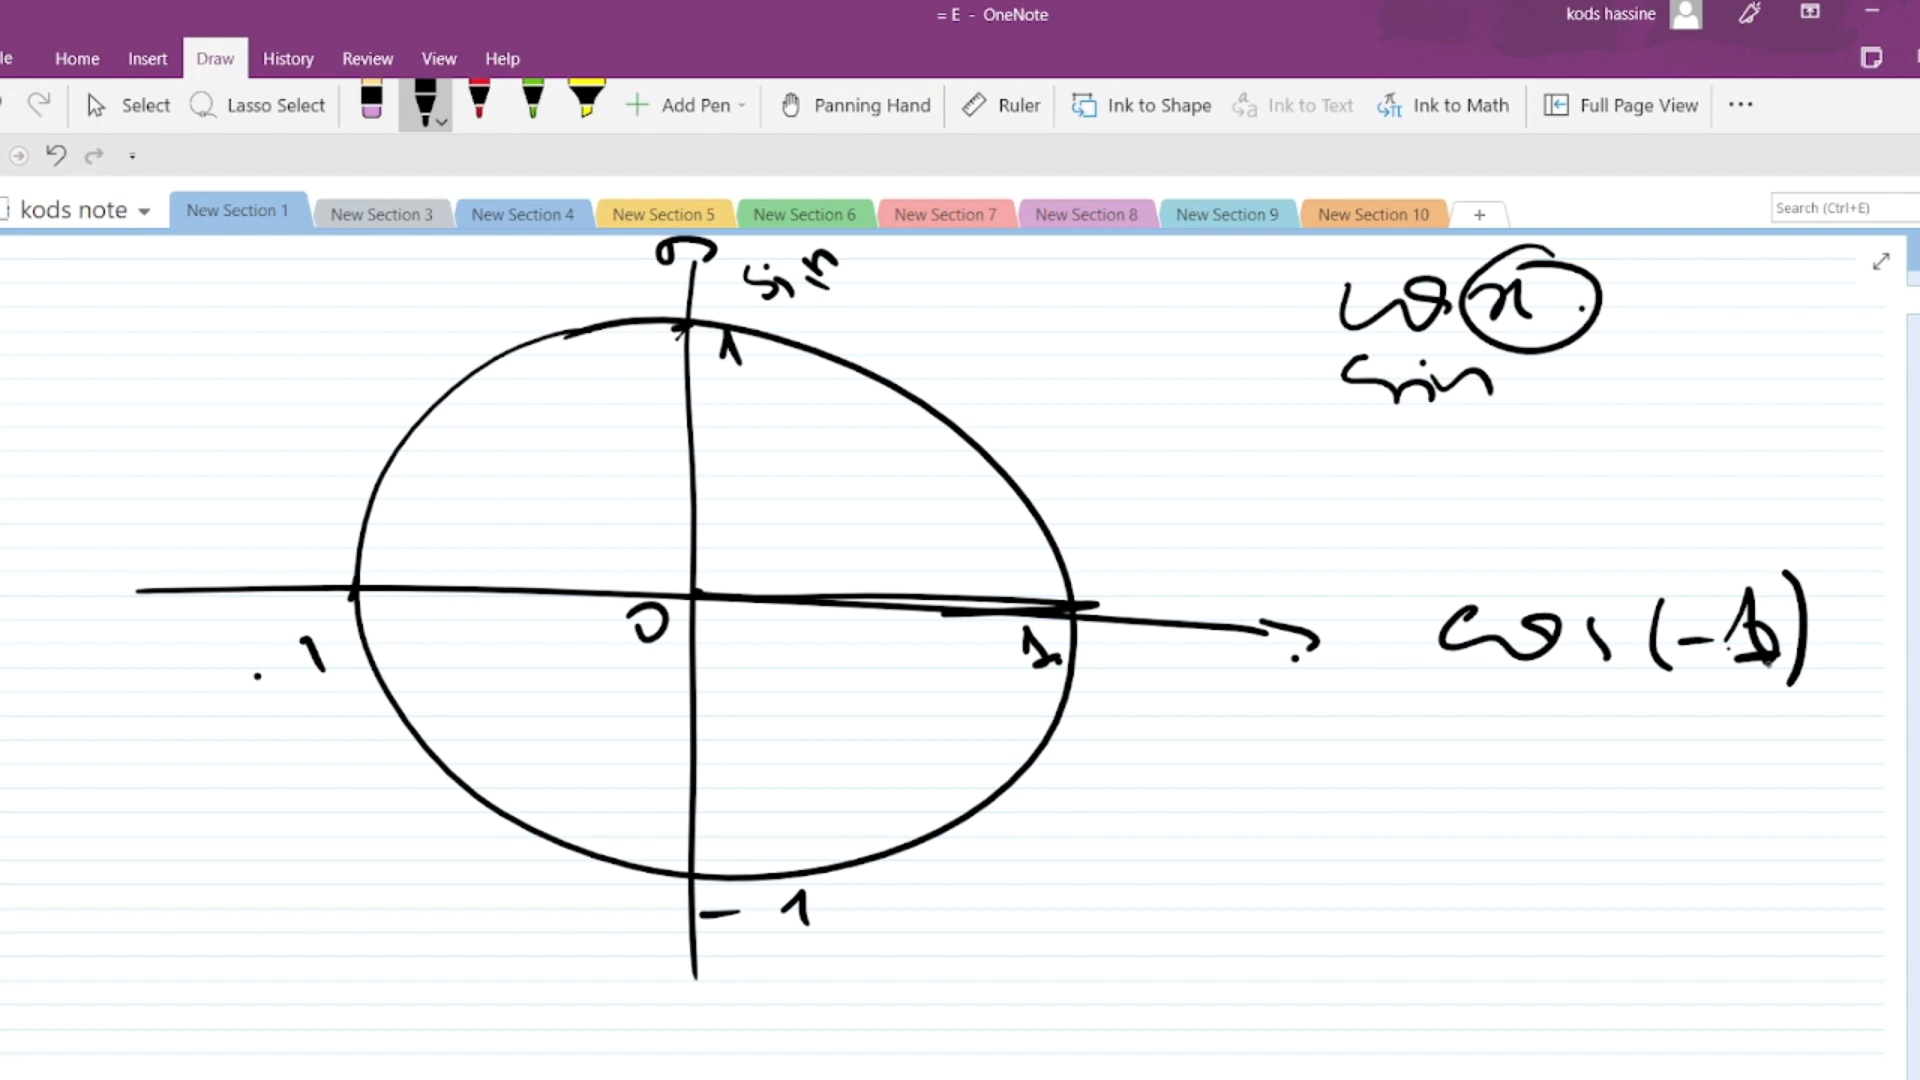 = E - OneNote
kods hassine
le Home Insert Draw History Review View Help
Select Lasso Select Add Pen Panning Hand Ruler Ink to Shape Ink to Text Ink to Math Full Page View
kods note New Section 1 New Section 3 New Section 4 New Section 5 New Section 6 New Section 7 New Section 8 New Section 9 New Section 10 +
Search (Ctrl+E)
sin
cos x
1
sin
0
1
cos (-
1
- 1